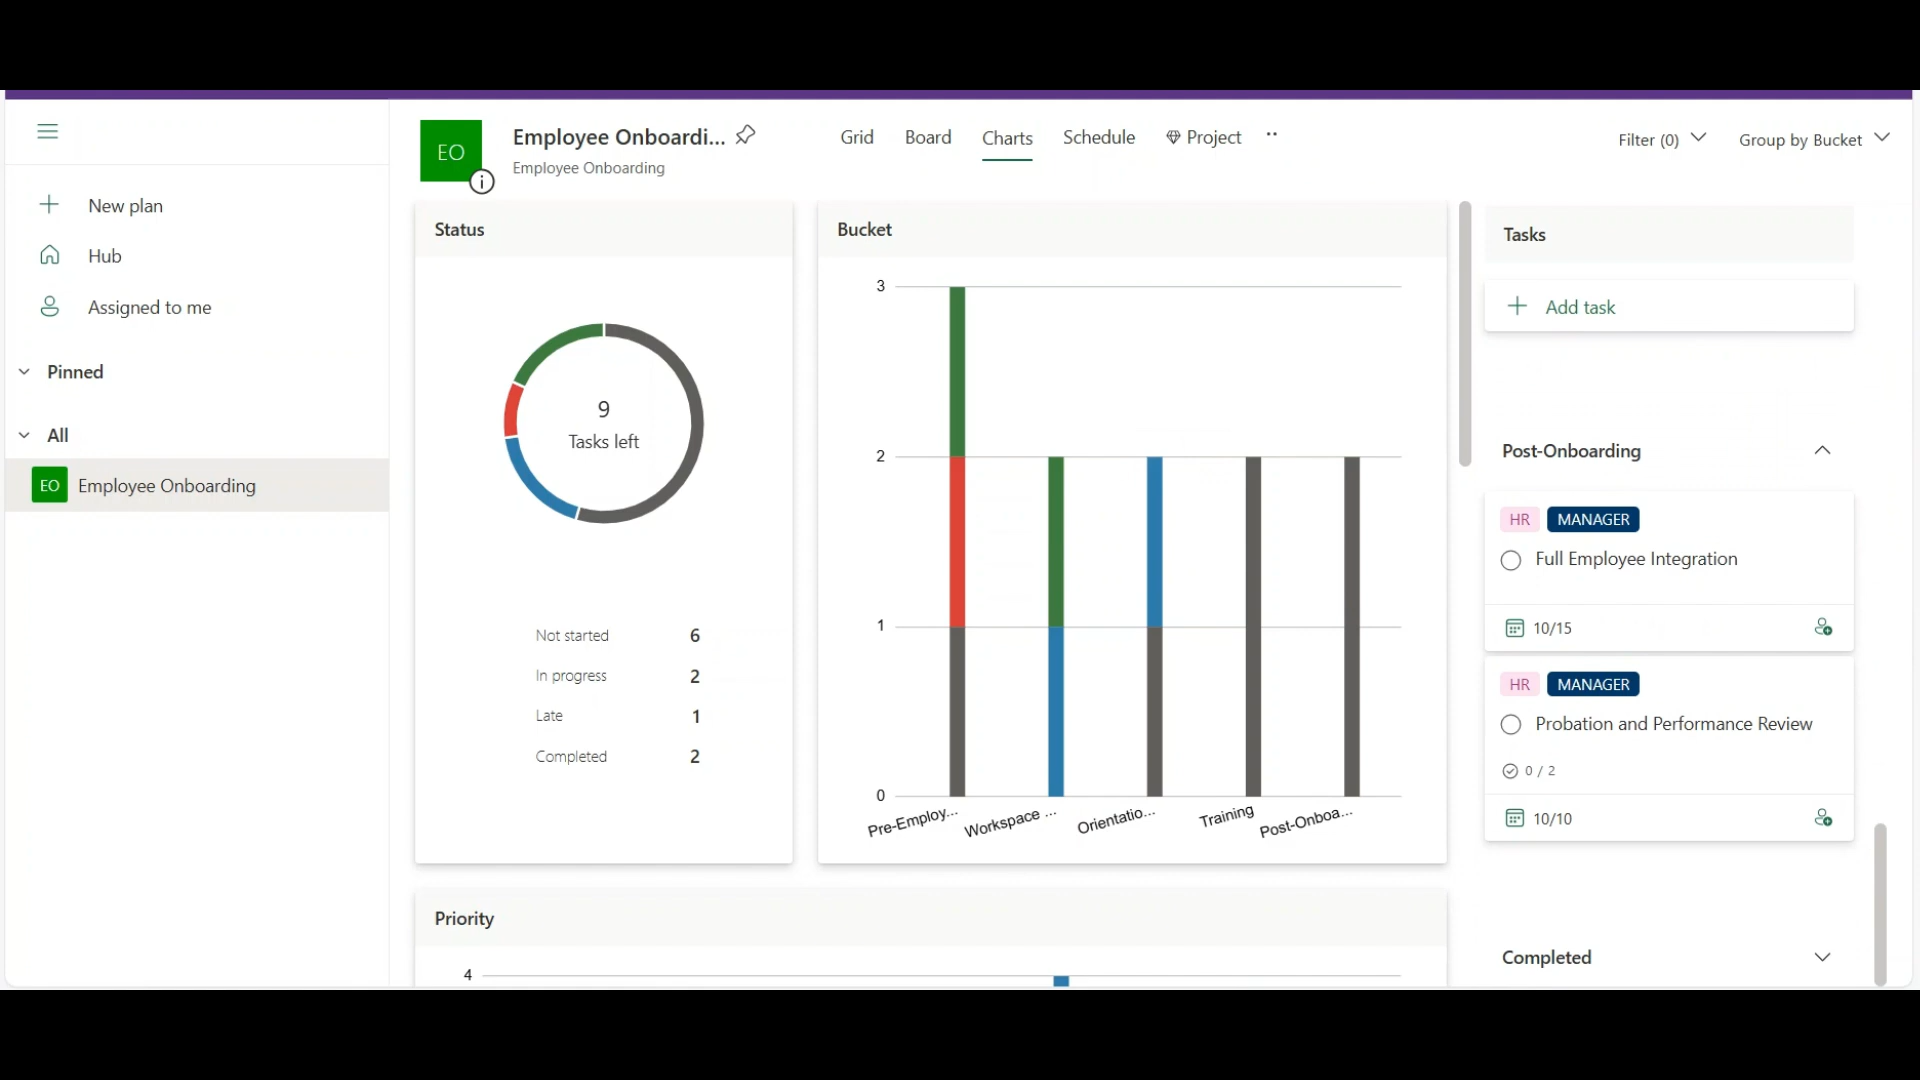 EO
Employee Onboardi...
Employee Onboarding
Grid
Board
Charts
Schedule
Project
Filter (0)
Group by Bucket
New plan
Hub
Assigned to me
Pinned
All
EO
Employee Onboarding
Status
9
Tasks left
Not started 6
In progress 2
Late 1
Completed 2
Bucket
3
2
1
0
Pre-Employ...
Workspace ...
Orientatio...
Training
Post-Onboa...
Priority
4
Tasks
Add task
Post-Onboarding
HR MANAGER
Full Employee Integration
10/15
HR MANAGER
Probation and Performance Review
0 / 2
10/10
Completed